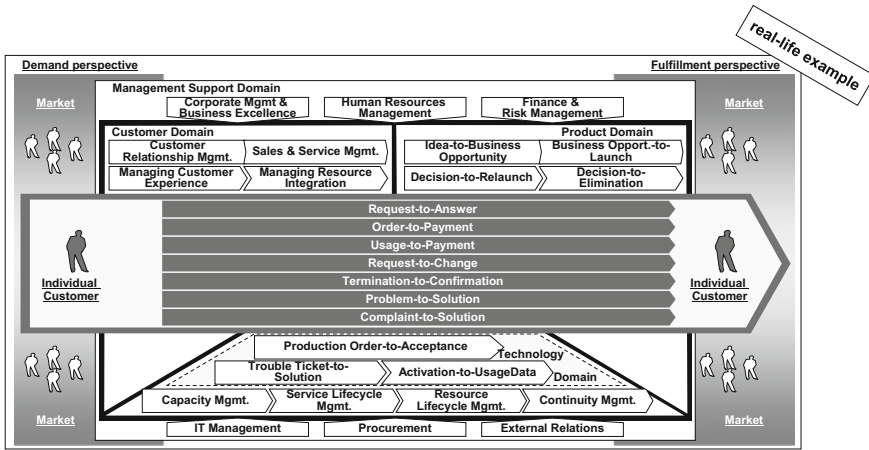 real-life example
Demand perspective
Fulfillment perspective
Market
Market
Management Support Domain
Corporate Mgmt &
Business Excellence
Human Resources
Management
Finance &
Risk Management
Customer Domain
Product Domain
Customer
Relationship Mgmt.
Sales & Service Mgmt.
Idea-to-Business
Opportunity
Business Opport.-to-
Launch
Managing Customer
Experience
Managing Resource
Integration
Decision-to-Relaunch
Decision-to-
Elimination
Request-to-Answer
Order-to-Payment
Usage-to-Payment
Request-to-Change
Termination-to-Confirmation
Problem-to-Solution
Complaint-to-Solution
Individual
Customer
Individual
Customer
Production Order-to-Acceptance
Technology
Trouble Ticket-to-
Solution
Activation-to-UsageData
Domain
Capacity Mgmt.
Service Lifecycle
Mgmt.
Resource
Lifecycle Mgmt.
Continuity Mgmt.
Market
Market
IT Management
Procurement
External Relations